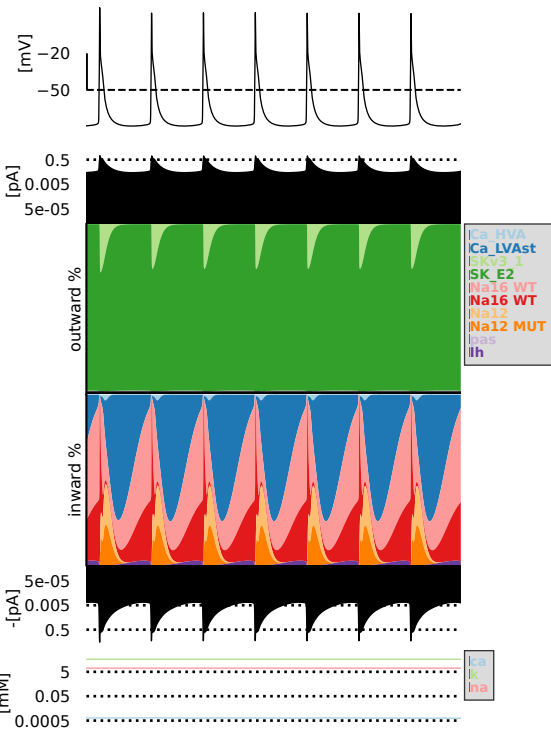 [mV]
−20
−50
[pA]
0.5
0.005
5e-05
outward %
Ca_HVA
Ca_LVAst
SKv3_1
SK_E2
Na16 WT
Na16 WT
Na12
Na12 MUT
pas
Ih
inward %
-[pA]
5e-05
0.005
0.5
[mM]
5
0.05
0.0005
ca
k
na